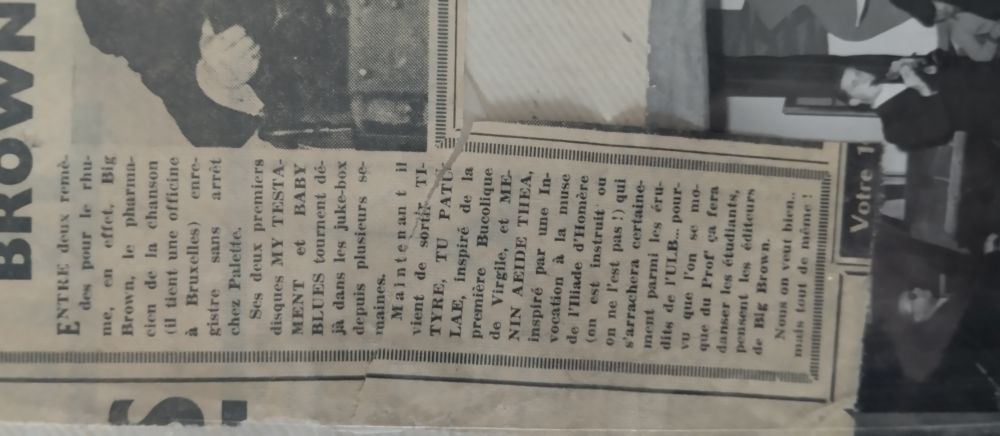 BROWN
ENTRE deux remè-
des pour le rhu-
me, en effet, Big
Brown, le pharma-
cien de la chanson
(il tient une officine
à Bruxelles) enre-
gistre sans arrêt
chez Palette.
Ses deux premiers
disques MY TESTA-
MENT et BABY
BLUES tournent dé-
jà dans les juke-box
depuis plusieurs se-
maines.
Maintenant il
vient de sortir TI-
TYRE, TU PATU-
LAE, inspiré de la
première Bucolique
de Virgile, et ME-
NIN AEIDE THEA,
inspiré par une In-
vocation à la muse
de l'Iliade d'Homère
(on est instruit ou
on ne l'est pas !) qui
s'arrachera certaine-
ment parmi les éru-
dits de l'ULB... pour-
vu que l'on se mo-
que du Prof' ça fera
danser les étudiants,
pensent les éditeurs
de Big Brown.
Nous on veut bien..
mais tout de même !
Votre